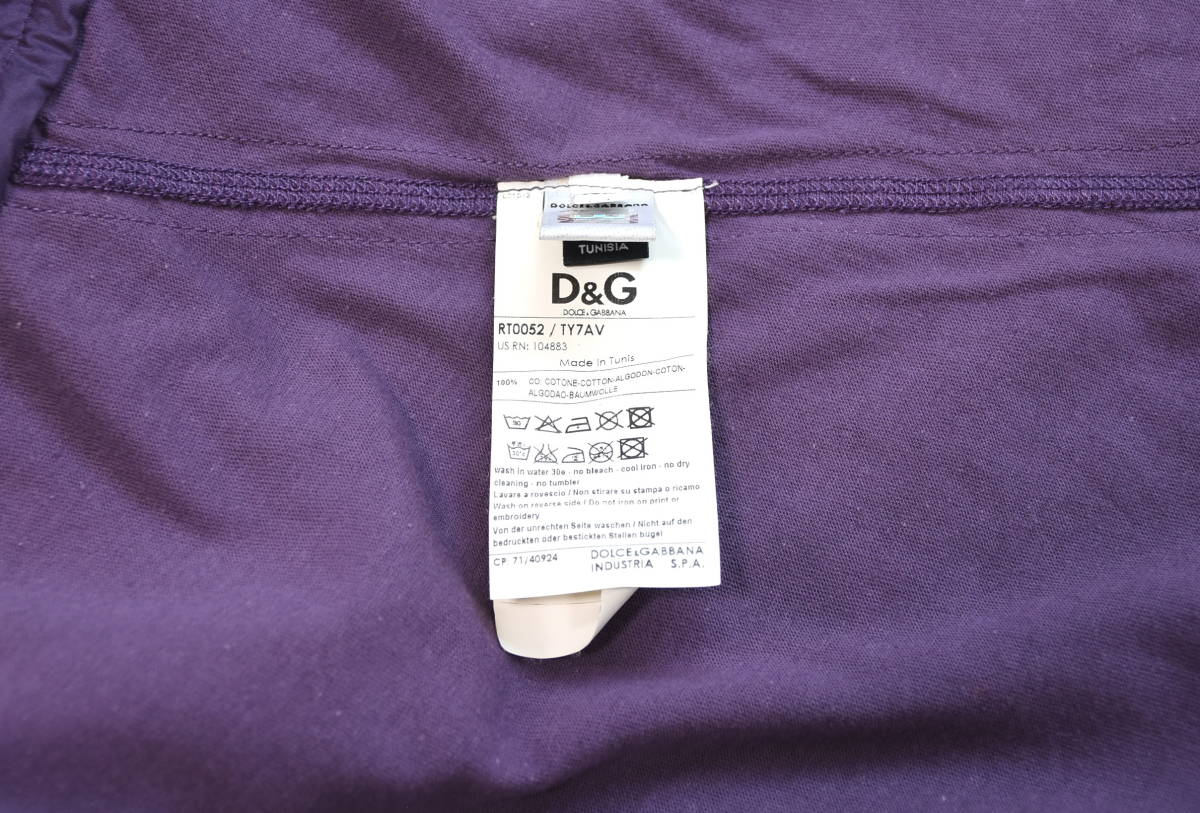 DOLCE&GABBANA
TUNISIA
D&G
DOLCE&GABBANA
RT0052 / TY7AV
US RN: 104883
Made in Tunis
100% CO. COTONE-COTTON-ALGODON-COTON-
ALGODAO-BAUMWOLLE
30
30°C
wash in water 30e - no bleach - cool iron - no dry
cleaning - no tumbler
Lavare a rovescio / Non stirare su stampa o ricamo
Wash on reverse side / Do not iron on print or
embroidery
Von der unrechten Seite waschen / Nicht auf den
bedruckten oder bestickten Stellen bugel
CP 71/40924 DOLCE&GABBANA
INDUSTRIA S.P.A.